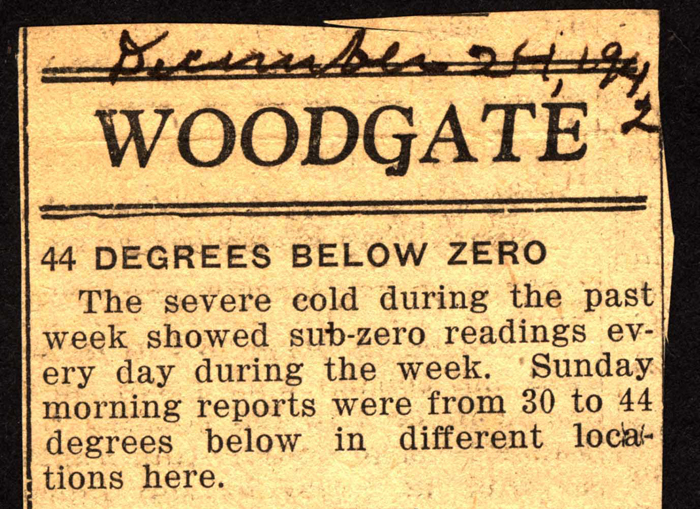 December 24, 1942
WOODGATE
44 DEGREES BELOW ZERO
The severe cold during the past
week showed sub-zero readings ev-
ery day during the week. Sunday
morning reports were from 30 to 44
degrees below in different loca-
tions here.